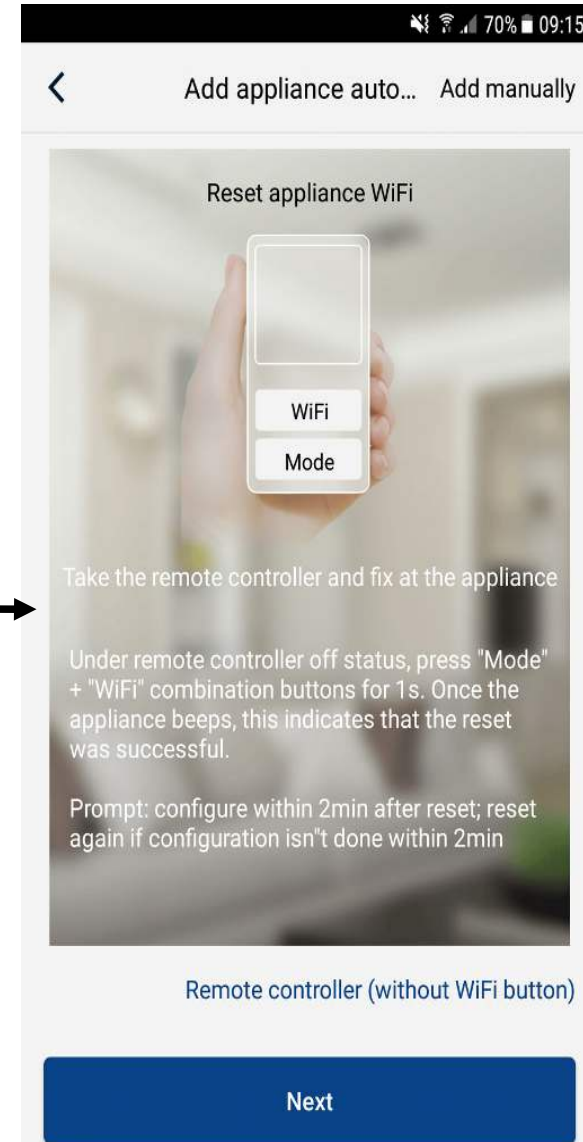 70% 09:15
Add appliance auto... Add manually
Reset appliance WiFi
WiFi
Mode
Take the remote controller and fix at the appliance
Under remote controller off status, press "Mode"
+ "WiFi" combination buttons for 1s. Once the
appliance beeps, this indicates that the reset
was successful.
Prompt: configure within 2min after reset; reset
again if configuration isn"t done within 2min
Remote controller (without WiFi button)
Next